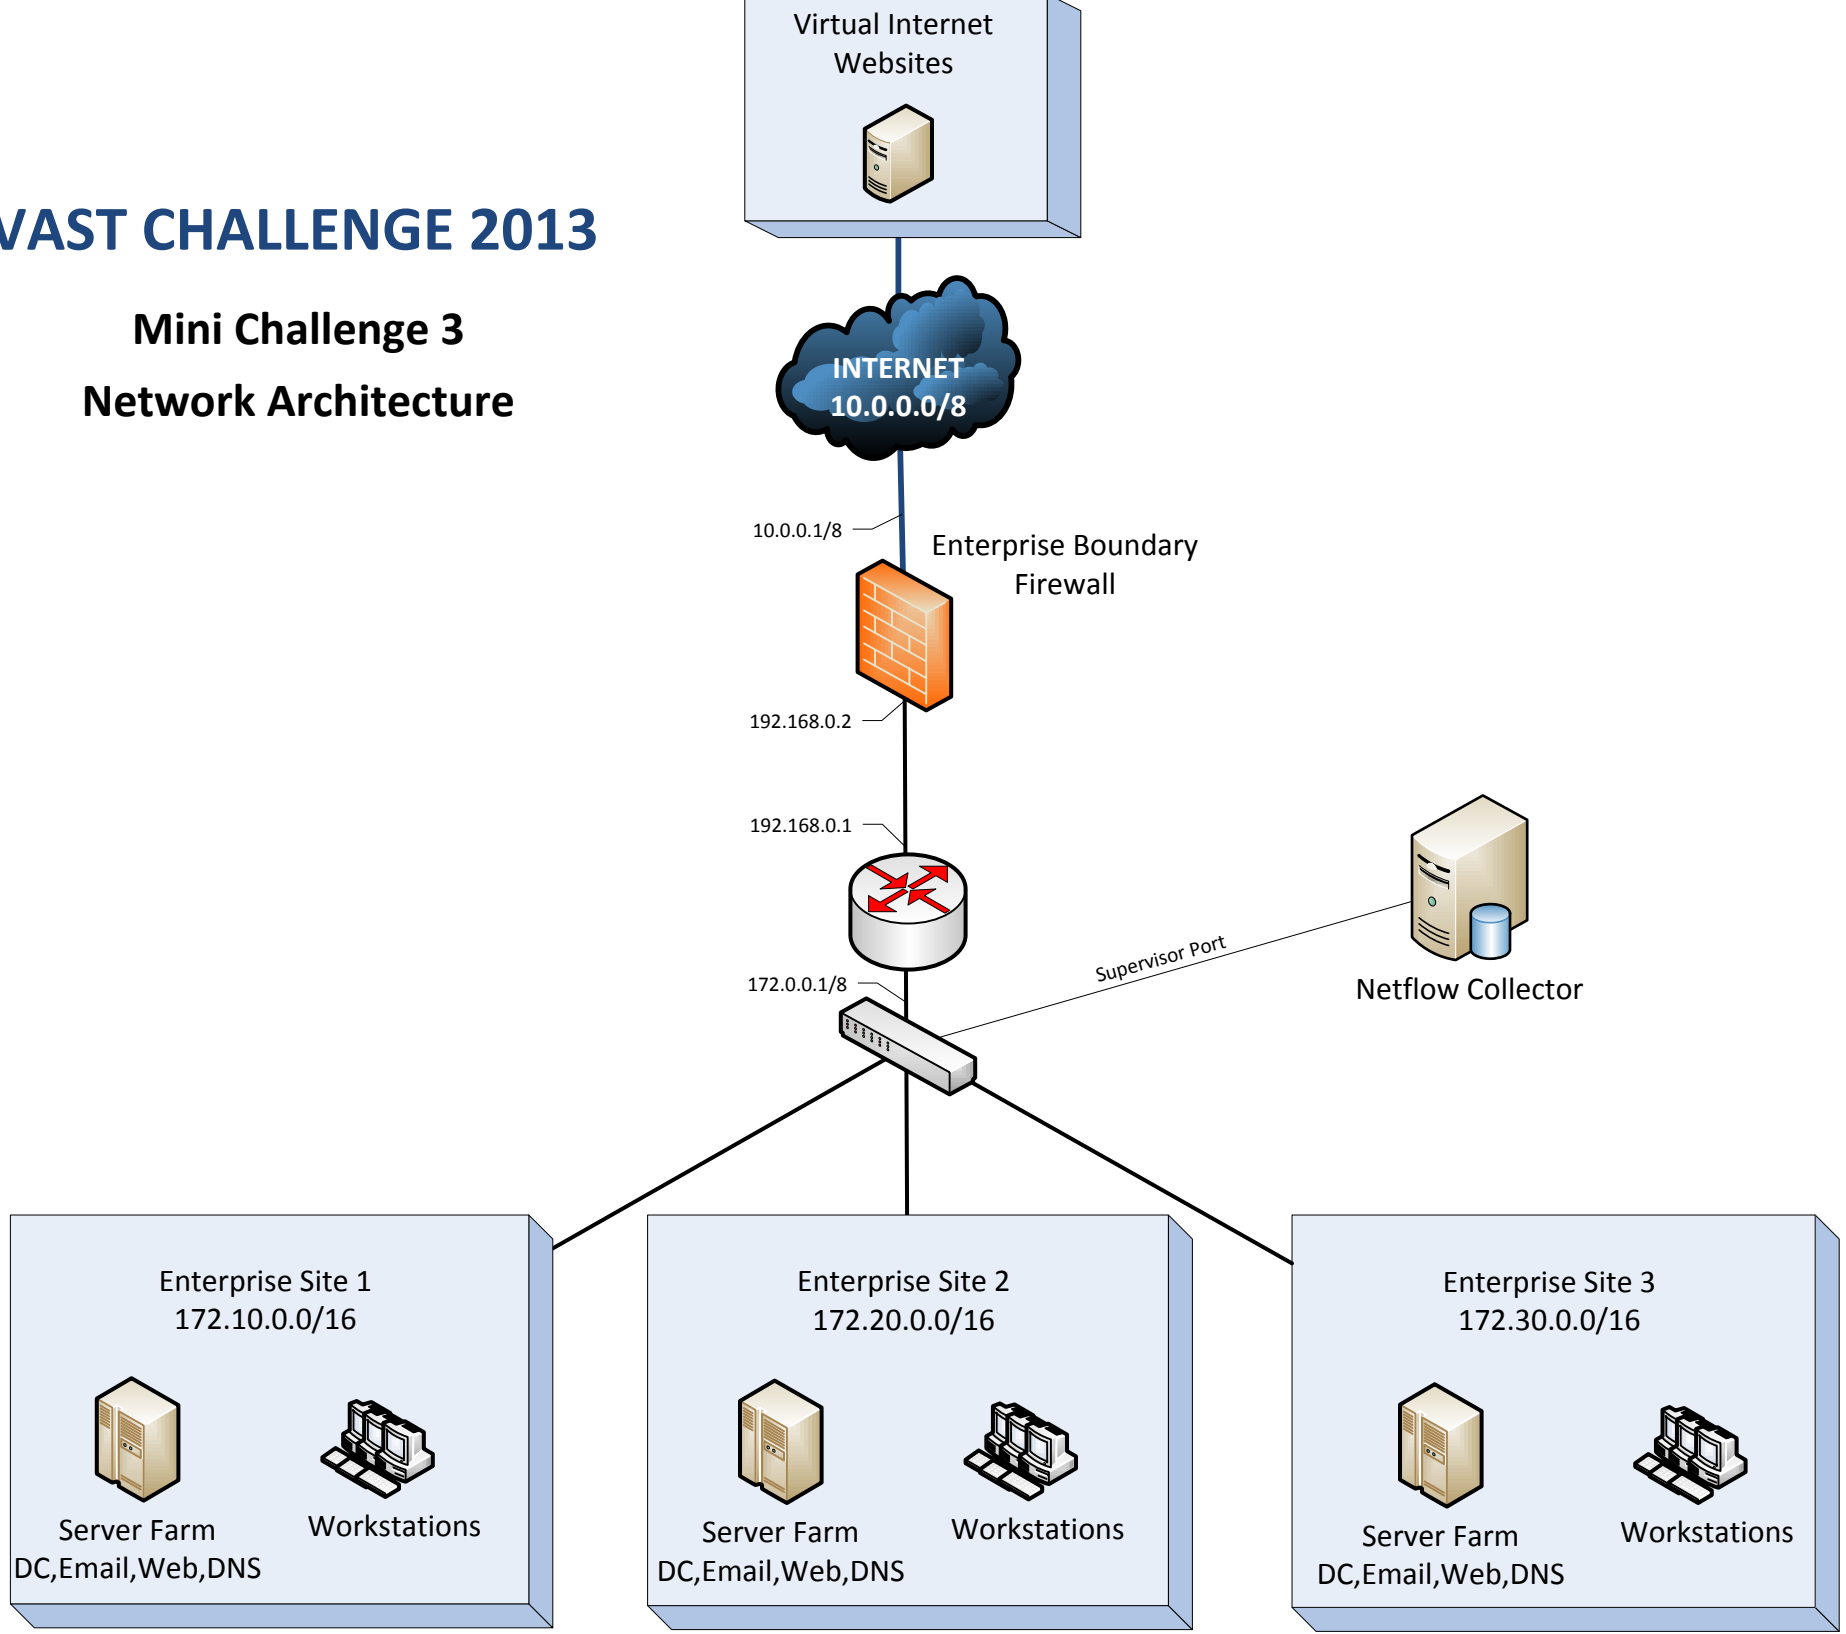 Virtual Internet
Websites
VAST CHALLENGE 2013
Mini Challenge 3
Network Architecture
INTERNET
10.0.0.0/8
10.0.0.1/8
Enterprise Boundary
Firewall
192.168.0.2
192.168.0.1
172.0.0.1/8
Supervisor Port
Netflow Collector
Enterprise Site 1
172.10.0.0/16
Server Farm
DC,Email,Web,DNS
Workstations
Enterprise Site 2
172.20.0.0/16
Server Farm
DC,Email,Web,DNS
Workstations
Enterprise Site 3
172.30.0.0/16
Server Farm
DC,Email,Web,DNS
Workstations